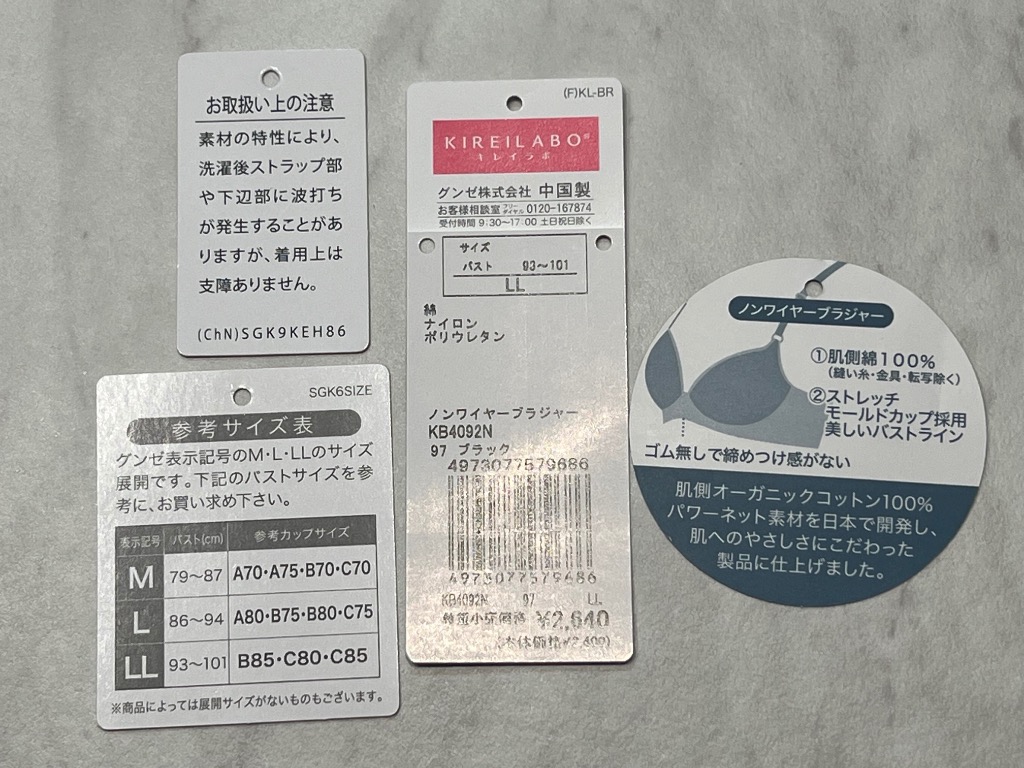 お取扱い上の注意
素材の特性により、
洗濯後ストラップ部
や下辺部に波打ち
が発生することがあ
りますが、着用上は
支障ありません。
(ChN)SGK9KEH86
SGK6SIZE
参考サイズ表
グンゼ表示記号のM・L・LLのサイズ
展開です。下記のバストサイズを参
考に、お買い求め下さい。
表示記号 バスト(cm) 参考カップサイズ
M 79〜87 A70・A75・B70・C70
L 86〜94 A80・B75・B80・C75
LL 93〜101 B85・C80・C85
※商品によっては展開サイズがないものもございます。
(F)KL-BR
KIREILABO
キレイラボ
グンゼ株式会社 中国製
お客様相談室 フリーダイヤル 0120-167874
受付時間 9:30〜17:00 土日祝日除く
サイズ
バスト 93〜101
LL
綿
ナイロン
ポリウレタン
ノンワイヤーブラジャー
KB4092N
97 ブラック
4973077579686
4973077579686
KB4092N 97 LL
希望小売価格 ¥2,640
(本体価格¥2,400)
ノンワイヤーブラジャー
①肌側綿100%
(縫い糸・金具・転写除く)
②ストレッチ
モールドカップ採用
美しいバストライン
ゴム無しで締めつけ感がない
肌側オーガニックコットン100%
パワーネット素材を日本で開発し、
肌へのやさしさにこだわった
製品に仕上げました。